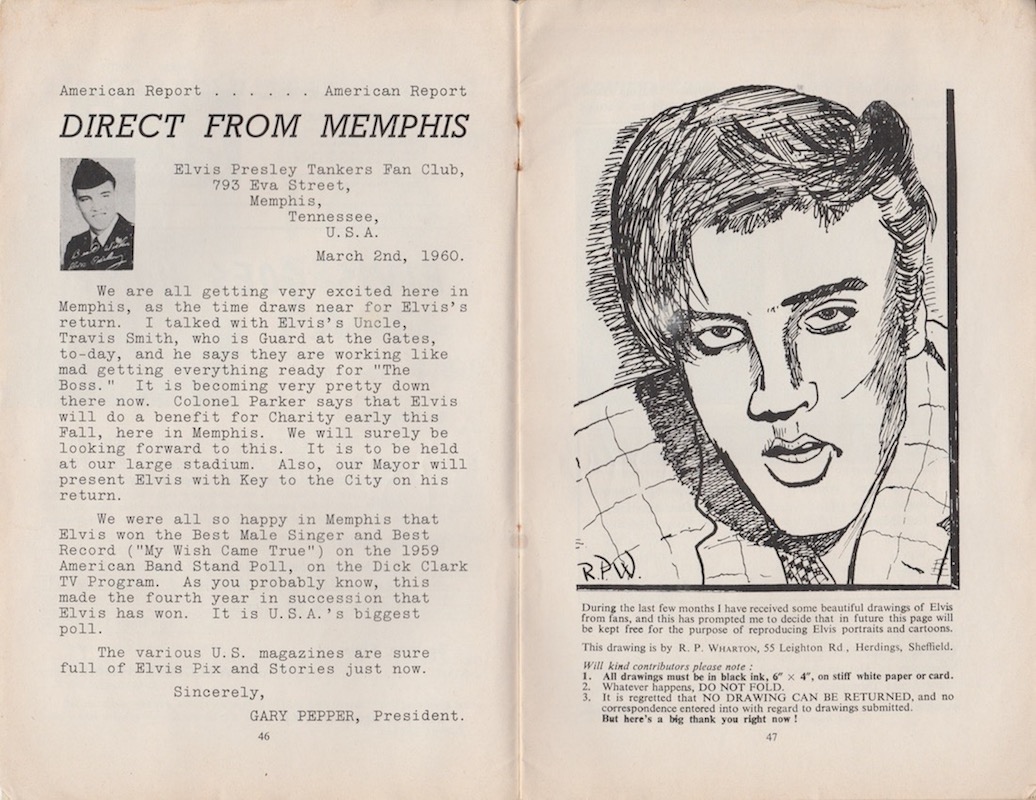 American Report . . . . . . American Report
DIRECT FROM MEMPHIS
Elvis Presley Tankers Fan Club,
793 Eva Street,
Memphis,
Tennessee,
U.S.A.
March 2nd, 1960.
We are all getting very excited here in
Memphis, as the time draws near for Elvis's
return. I talked with Elvis's Uncle,
Travis Smith, who is Guard at the Gates,
to-day, and he says they are working like
mad getting everything ready for "The
Boss." It is becoming very pretty down
there now. Colonel Parker says that Elvis
will do a benefit for Charity early this
Fall, here in Memphis. We will surely be
looking forward to this. It is to be held
at our large stadium. Also, our Mayor will
present Elvis with Key to the City on his
return.
We were all so happy in Memphis that
Elvis won the Best Male Singer and Best
Record ("My Wish Came True") on the 1959
American Band Stand Poll, on the Dick Clark
TV Program. As you probably know, this
made the fourth year in succession that
Elvis has won. It is U.S.A.'s biggest
poll.
The various U.S. magazines are sure
full of Elvis Pix and Stories just now.
Sincerely,
GARY PEPPER, President.
46
R.P.W.
During the last few months I have received some beautiful drawings of Elvis
from fans, and this has prompted me to decide that in future this page will
be kept free for the purpose of reproducing Elvis portraits and cartoons.
This drawing is by R. P. WHARTON, 55 Leighton Rd , Herdings, Sheffield.
Will kind contributors please note :
1. All drawings must be in black ink, 6" × 4", on stiff white paper or card.
2. Whatever happens, DO NOT FOLD.
3. It is regretted that NO DRAWING CAN BE RETURNED, and no
correspondence entered into with regard to drawings submitted.
But here's a big thank you right now !
47